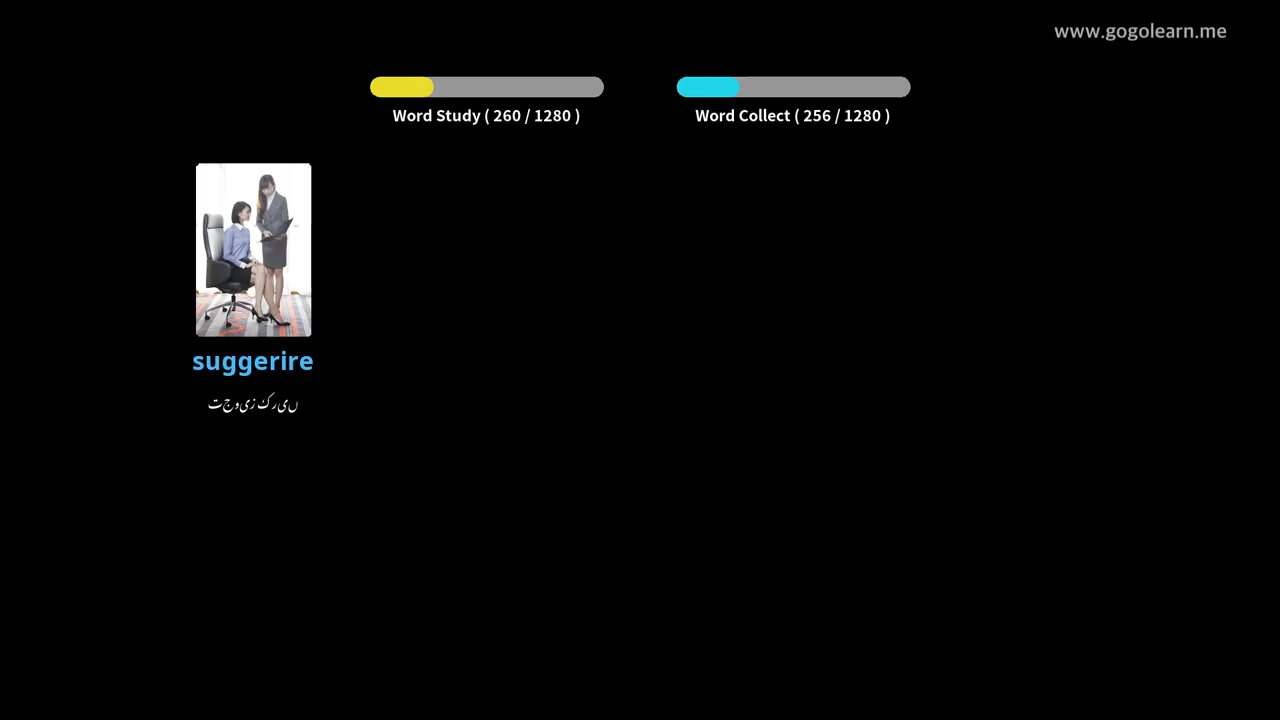 www.gogolearn.me
Word Study ( 260 / 1280 )
Word Collect ( 256 / 1280 )
suggerire
تجویز کریں